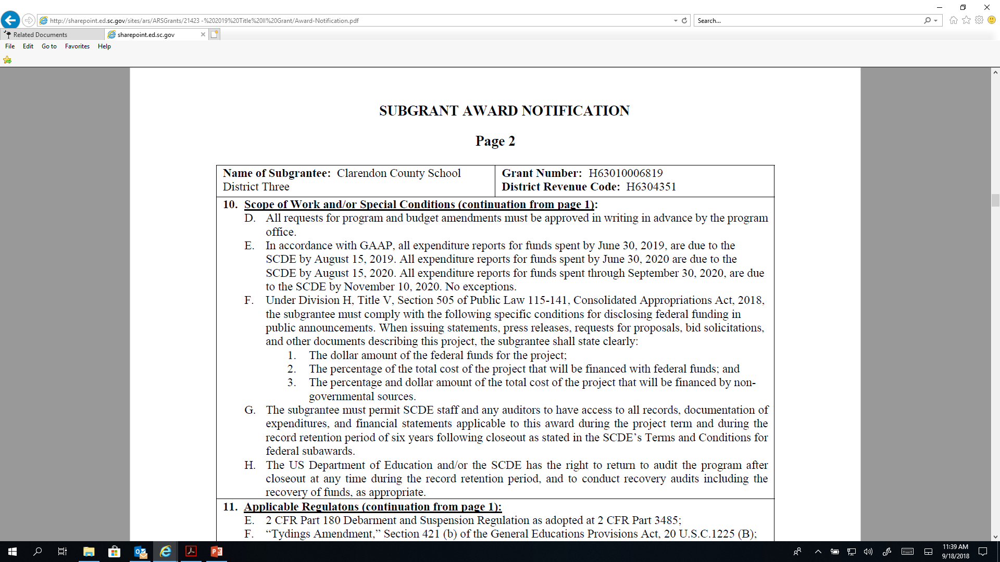 http://sharepoint.ed.sc.gov/sites/ars/ARSGrants/21423 -%202019%20Title%20II%20Grant/Award-Notification.pdf
Search...
Related Documents
sharepoint.ed.sc.gov
File Edit Go to Favorites Help
SUBGRANT AWARD NOTIFICATION
Page 2
Name of Subgrantee: Clarendon County School
District Three
Grant Number: H63010006819
District Revenue Code: H6304351
10. Scope of Work and/or Special Conditions (continuation from page 1):
D. All requests for program and budget amendments must be approved in writing in advance by the program
office.
E. In accordance with GAAP, all expenditure reports for funds spent by June 30, 2019, are due to the
SCDE by August 15, 2019. All expenditure reports for funds spent by June 30, 2020 are due to the
SCDE by August 15, 2020. All expenditure reports for funds spent through September 30, 2020, are due
to the SCDE by November 10, 2020. No exceptions.
F. Under Division H, Title V, Section 505 of Public Law 115-141, Consolidated Appropriations Act, 2018,
the subgrantee must comply with the following specific conditions for disclosing federal funding in
public announcements. When issuing statements, press releases, requests for proposals, bid solicitations,
and other documents describing this project, the subgrantee shall state clearly:
1. The dollar amount of the federal funds for the project;
2. The percentage of the total cost of the project that will be financed with federal funds; and
3. The percentage and dollar amount of the total cost of the project that will be financed by non-
governmental sources.
G. The subgrantee must permit SCDE staff and any auditors to have access to all records, documentation of
expenditures, and financial statements applicable to this award during the project term and during the
record retention period of six years following closeout as stated in the SCDE’s Terms and Conditions for
federal subawards.
H. The US Department of Education and/or the SCDE has the right to return to audit the program after
closeout at any time during the record retention period, and to conduct recovery audits including the
recovery of funds, as appropriate.
11. Applicable Regulatons (continuation from page 1):
E. 2 CFR Part 180 Debarment and Suspension Regulation as adopted at 2 CFR Part 3485;
F. “Tydings Amendment,” Section 421 (b) of the General Educations Provisions Act, 20 U.S.C.1225 (B);
11:39 AM
9/18/2018